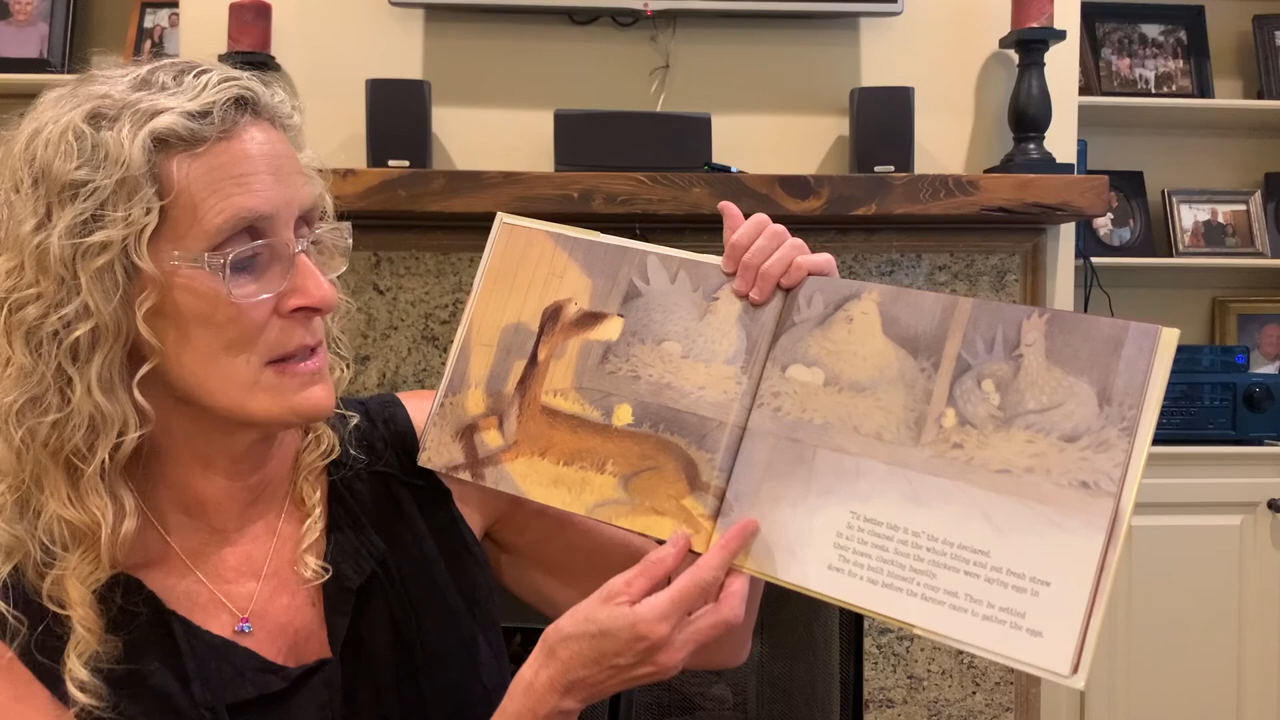 "I'd better tidy it up," the dog declared.
So he cleaned out the whole thing and put fresh straw
in all the nests. Soon the chickens were laying eggs in
their boxes, clucking happily.
The dog built himself a cozy nest. Then he settled
down for a nap before the farmer came to gather the eggs.